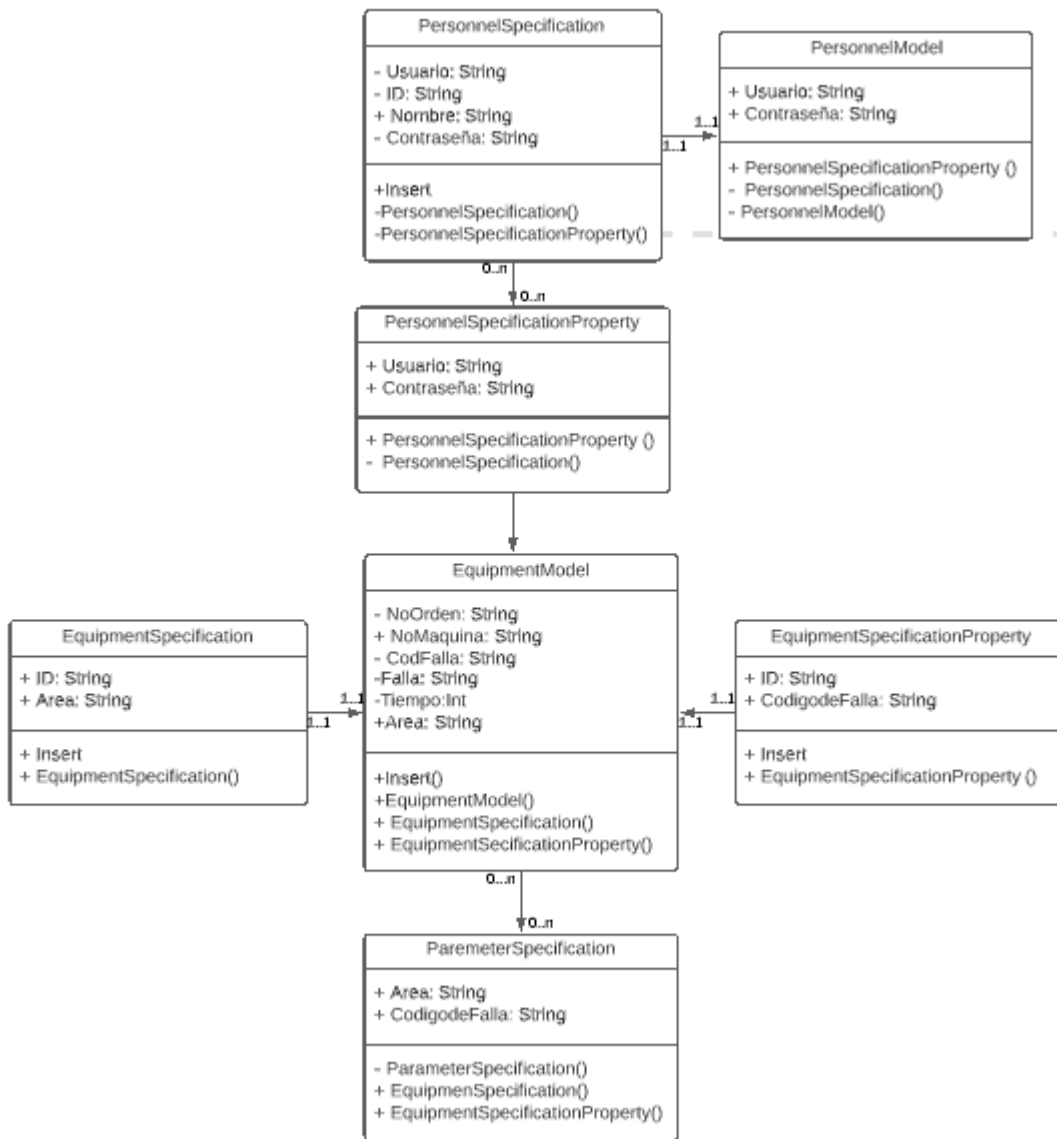 PersonnelSpecification
- Usuario: String
- ID: String
+ Nombre: String
- Contraseña: String
+Insert
-PersonnelSpecification()
-PersonnelSpecificationProperty()
1..1
1..1
PersonnelModel
+ Usuario: String
+ Contraseña: String
+ PersonnelSpecificationProperty ()
- PersonnelSpecification()
- PersonnelModel()
0..n
0..n
PersonnelSpecificationProperty
+ Usuario: String
+ Contraseña: String
+ PersonnelSpecificationProperty ()
- PersonnelSpecification()
EquipmentSpecification
+ ID: String
+ Area: String
+ Insert
+ EquipmentSpecification()
1..1
1..1
EquipmentModel
- NoOrden: String
+ NoMaquina: String
- CodFalla: String
-Falla: String
-Tiempo:Int
+Area: String
+Insert()
+EquipmentModel()
+ EquipmentSpecification()
+ EquipmentSecificationProperty()
1..1
1..1
EquipmentSpecificationProperty
+ ID: String
+ CodigodeFalla: String
+ Insert
+ EquipmentSpecificationProperty ()
0...n
0..n
ParemeterSpecification
+ Area: String
+ CodigodeFalla: String
- ParameterSpecification()
+ EquipmenSpecification()
+ EquipmentSpecificationProperty()